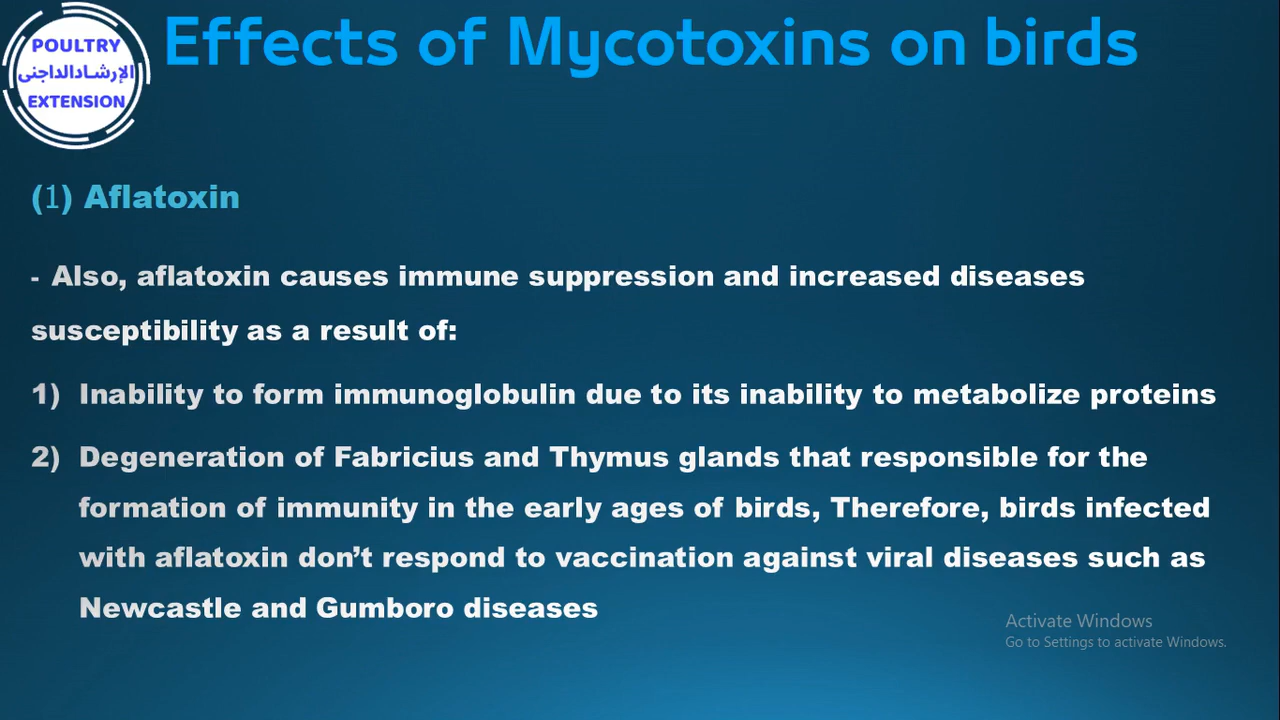 POULTRY
الإرشادالداجنى
EXTENSION
Effects of Mycotoxins on birds
(1) Aflatoxin
- Also, aflatoxin causes immune suppression and increased diseases
susceptibility as a result of:
1) Inability to form immunoglobulin due to its inability to metabolize proteins
2) Degeneration of Fabricius and Thymus glands that responsible for the
formation of immunity in the early ages of birds, Therefore, birds infected
with aflatoxin don’t respond to vaccination against viral diseases such as
Newcastle and Gumboro diseases
Activate Windows
Go to Settings to activate Windows.